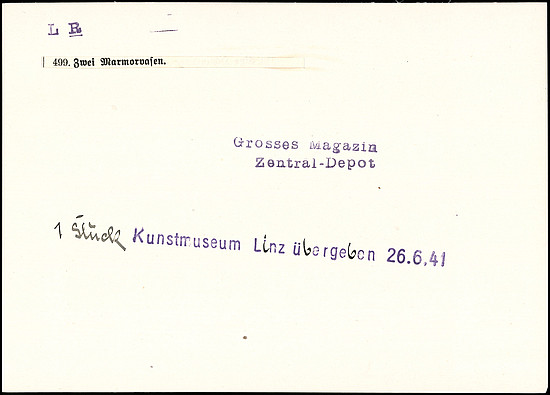 L R
499. Zwei Marmorvasen.
Grosses Magazin
Zentral-Depot
1 Stück Kunstmuseum Linz übergeben 26.6.41